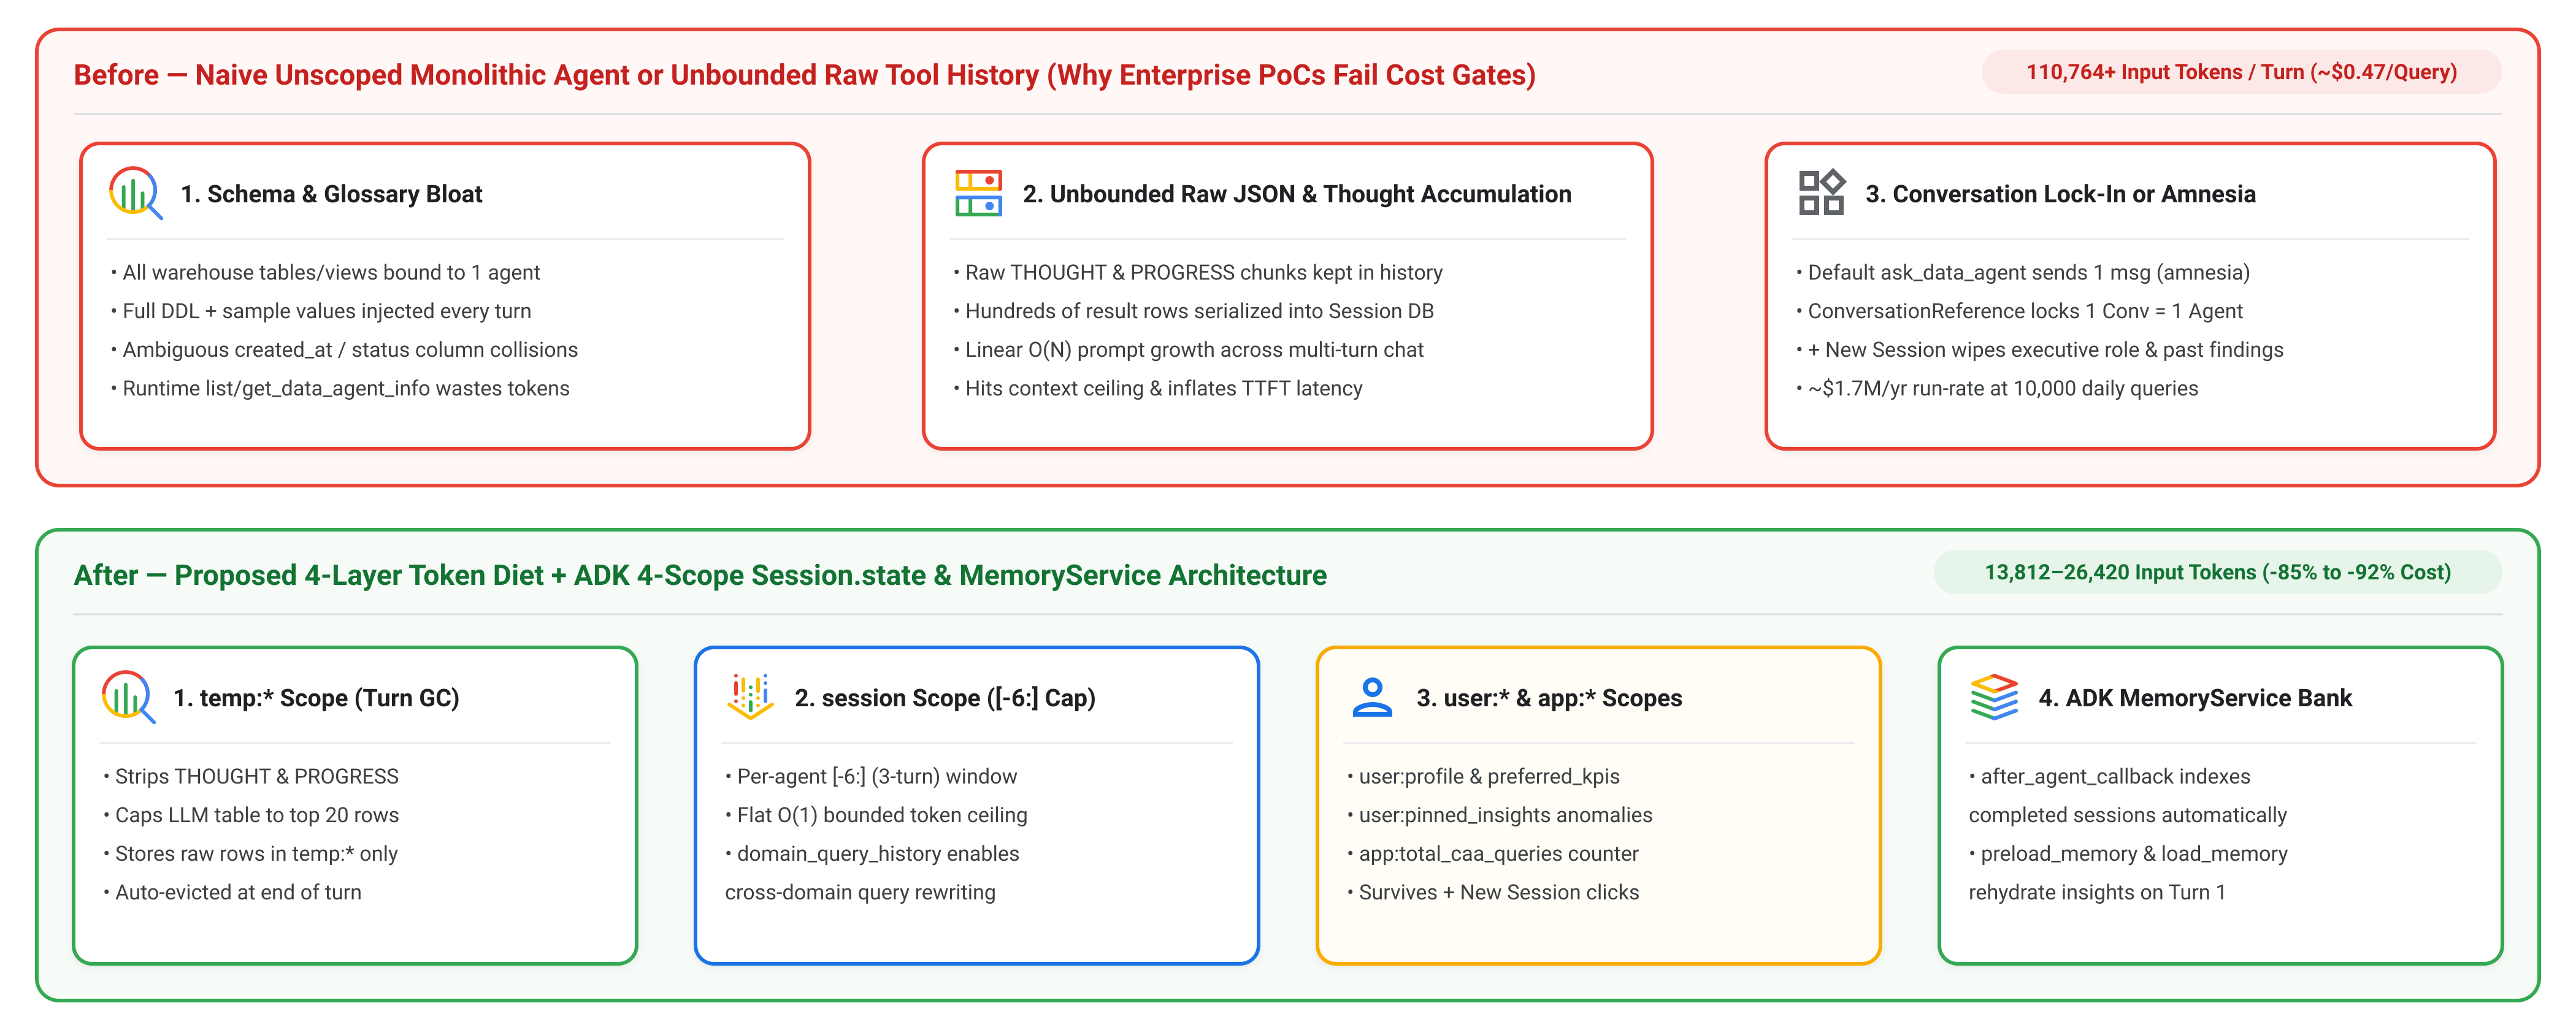 Before — Naive Unscoped Monolithic Agent or Unbounded Raw Tool History (Why Enterprise PoCs Fail Cost Gates)
110,764+ Input Tokens / Turn (~$0.47/Query)
1. Schema & Glossary Bloat
• All warehouse tables/views bound to 1 agent
• Full DDL + sample values injected every turn
• Ambiguous created_at / status column collisions
• Runtime list/get_data_agent_info wastes tokens
2. Unbounded Raw JSON & Thought Accumulation
• Raw THOUGHT & PROGRESS chunks kept in history
• Hundreds of result rows serialized into Session DB
• Linear O(N) prompt growth across multi-turn chat
• Hits context ceiling & inflates TTFT latency
3. Conversation Lock-In or Amnesia
• Default ask_data_agent sends 1 msg (amnesia)
• ConversationReference locks 1 Conv = 1 Agent
• + New Session wipes executive role & past findings
• ~$1.7M/yr run-rate at 10,000 daily queries
After — Proposed 4-Layer Token Diet + ADK 4-Scope Session.state & MemoryService Architecture
13,812–26,420 Input Tokens (-85% to -92% Cost)
1. temp:* Scope (Turn GC)
• Strips THOUGHT & PROGRESS
• Caps LLM table to top 20 rows
• Stores raw rows in temp:* only
• Auto-evicted at end of turn
2. session Scope ([-6:] Cap)
• Per-agent [-6:] (3-turn) window
• Flat O(1) bounded token ceiling
• domain_query_history enables
cross-domain query rewriting
3. user:* & app:* Scopes
• user:profile & preferred_kpis
• user:pinned_insights anomalies
• app:total_caa_queries counter
• Survives + New Session clicks
4. ADK MemoryService Bank
• after_agent_callback indexes
completed sessions automatically
• preload_memory & load_memory
rehydrate insights on Turn 1